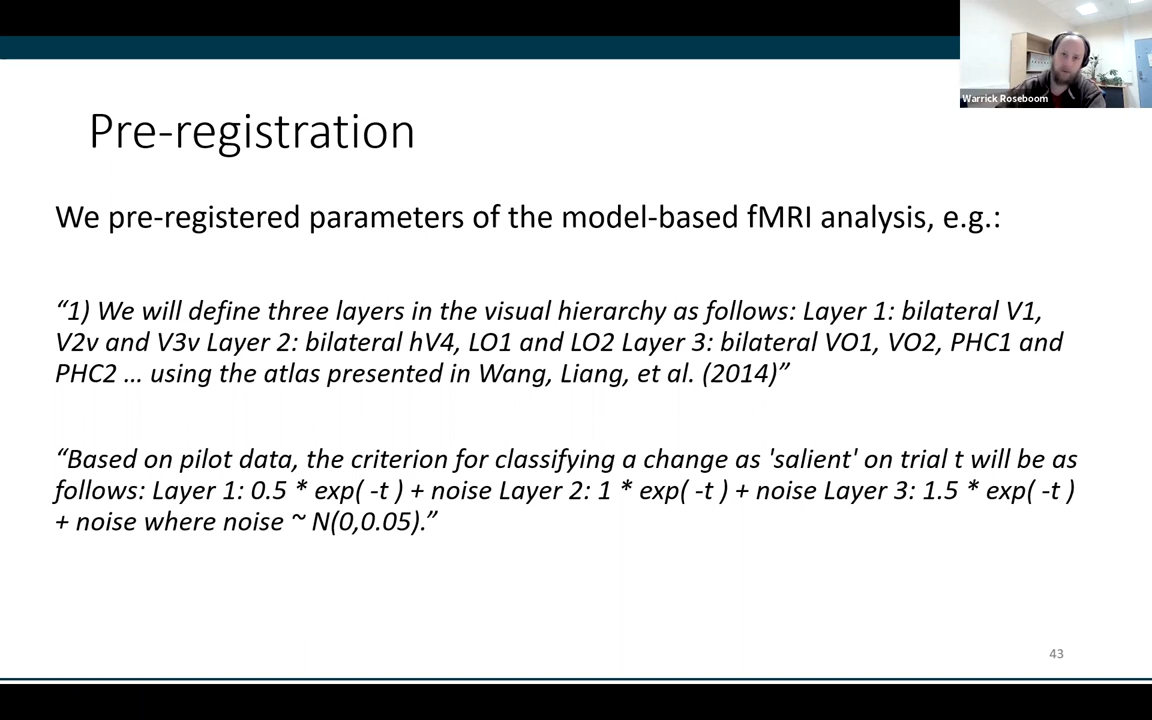 Warrick Roseboom
Pre-registration
We pre-registered parameters of the model-based fMRI analysis, e.g.:
“1) We will define three layers in the visual hierarchy as follows: Layer 1: bilateral V1,
V2v and V3v Layer 2: bilateral hV4, LO1 and LO2 Layer 3: bilateral VO1, VO2, PHC1 and
PHC2 … using the atlas presented in Wang, Liang, et al. (2014)”
“Based on pilot data, the criterion for classifying a change as 'salient' on trial t will be as
follows: Layer 1: 0.5 * exp( -t ) + noise Layer 2: 1 * exp( -t ) + noise Layer 3: 1.5 * exp( -t )
+ noise where noise ~ N(0,0.05).”
43